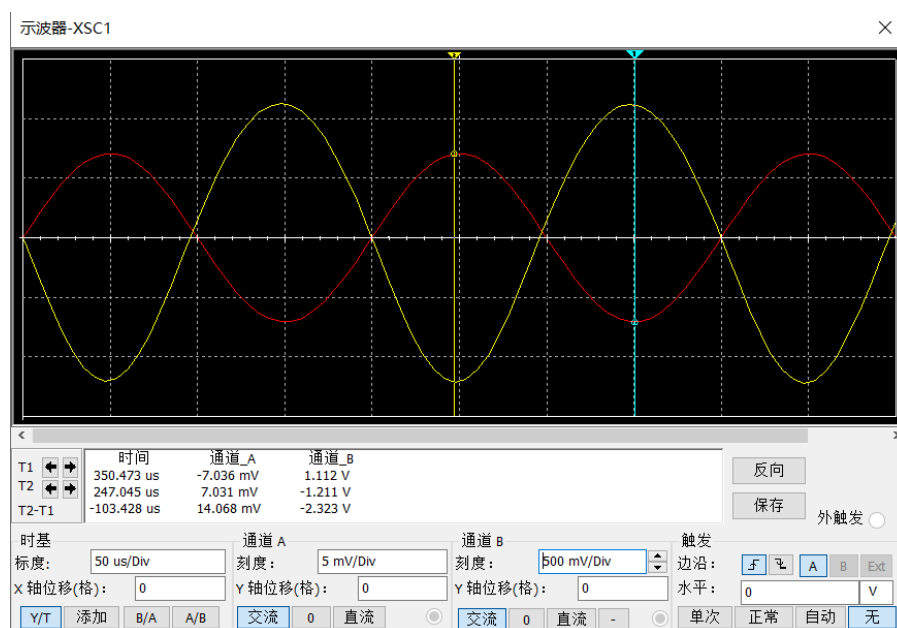 示波器-XSC1
时间 通道_A 通道_B
T1 350.473 us -7.036 mV 1.112 V
T2 247.045 us 7.031 mV -1.211 V
T2-T1 -103.428 us 14.068 mV -2.323 V
反向
保存
外触发
时基
标度: 50 us/Div
X 轴位移(格): 0
Y/T 添加 B/A A/B
通道 A
刻度: 5 mV/Div
Y 轴位移(格): 0
交流 0 直流
通道 B
刻度: 500 mV/Div
Y 轴位移(格): 0
交流 0 直流 -
触发
边沿: A B Ext
水平: 0 V
单次 正常 自动 无